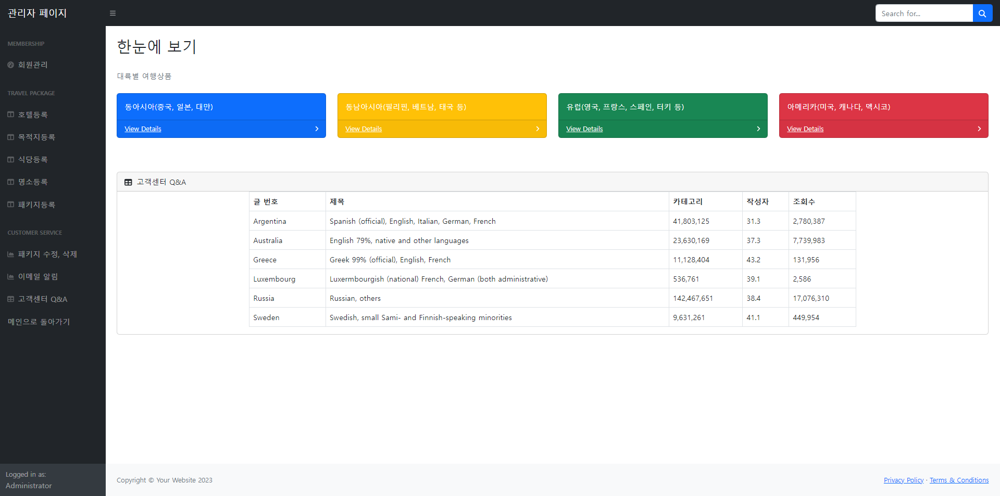 관리자 페이지
Search for...
MEMBERSHIP
회원관리
TRAVEL PACKAGE
호텔등록
목적지등록
식당등록
명소등록
패키지등록
CUSTOMER SERVICE
패키지 수정, 삭제
이메일 알림
고객센터 Q&A
메인으로 돌아가기
Logged in as:
Administrator
한눈에 보기
대륙별 여행상품
동아시아(중국, 일본, 대만)
View Details
동남아시아(필리핀, 베트남, 태국 등)
View Details
유럽(영국, 프랑스, 스페인, 터키 등)
View Details
아메리카(미국, 캐나다, 멕시코)
View Details
고객센터 Q&A
글 번호 제목 카테고리 작성자 조회수
Argentina Spanish (official), English, Italian, German, French 41,803,125 31.3 2,780,387
Australia English 79%, native and other languages 23,630,169 37.3 7,739,983
Greece Greek 99% (official), English, French 11,128,404 43.2 131,956
Luxembourg Luxermbourgish (national) French, German (both administrative) 536,761 39.1 2,586
Russia Russian, others 142,467,651 38.4 17,076,310
Sweden Swedish, small Sami- and Finnish-speaking minorities 9,631,261 41.1 449,954
Copyright © Your Website 2023
Privacy Policy · Terms & Conditions